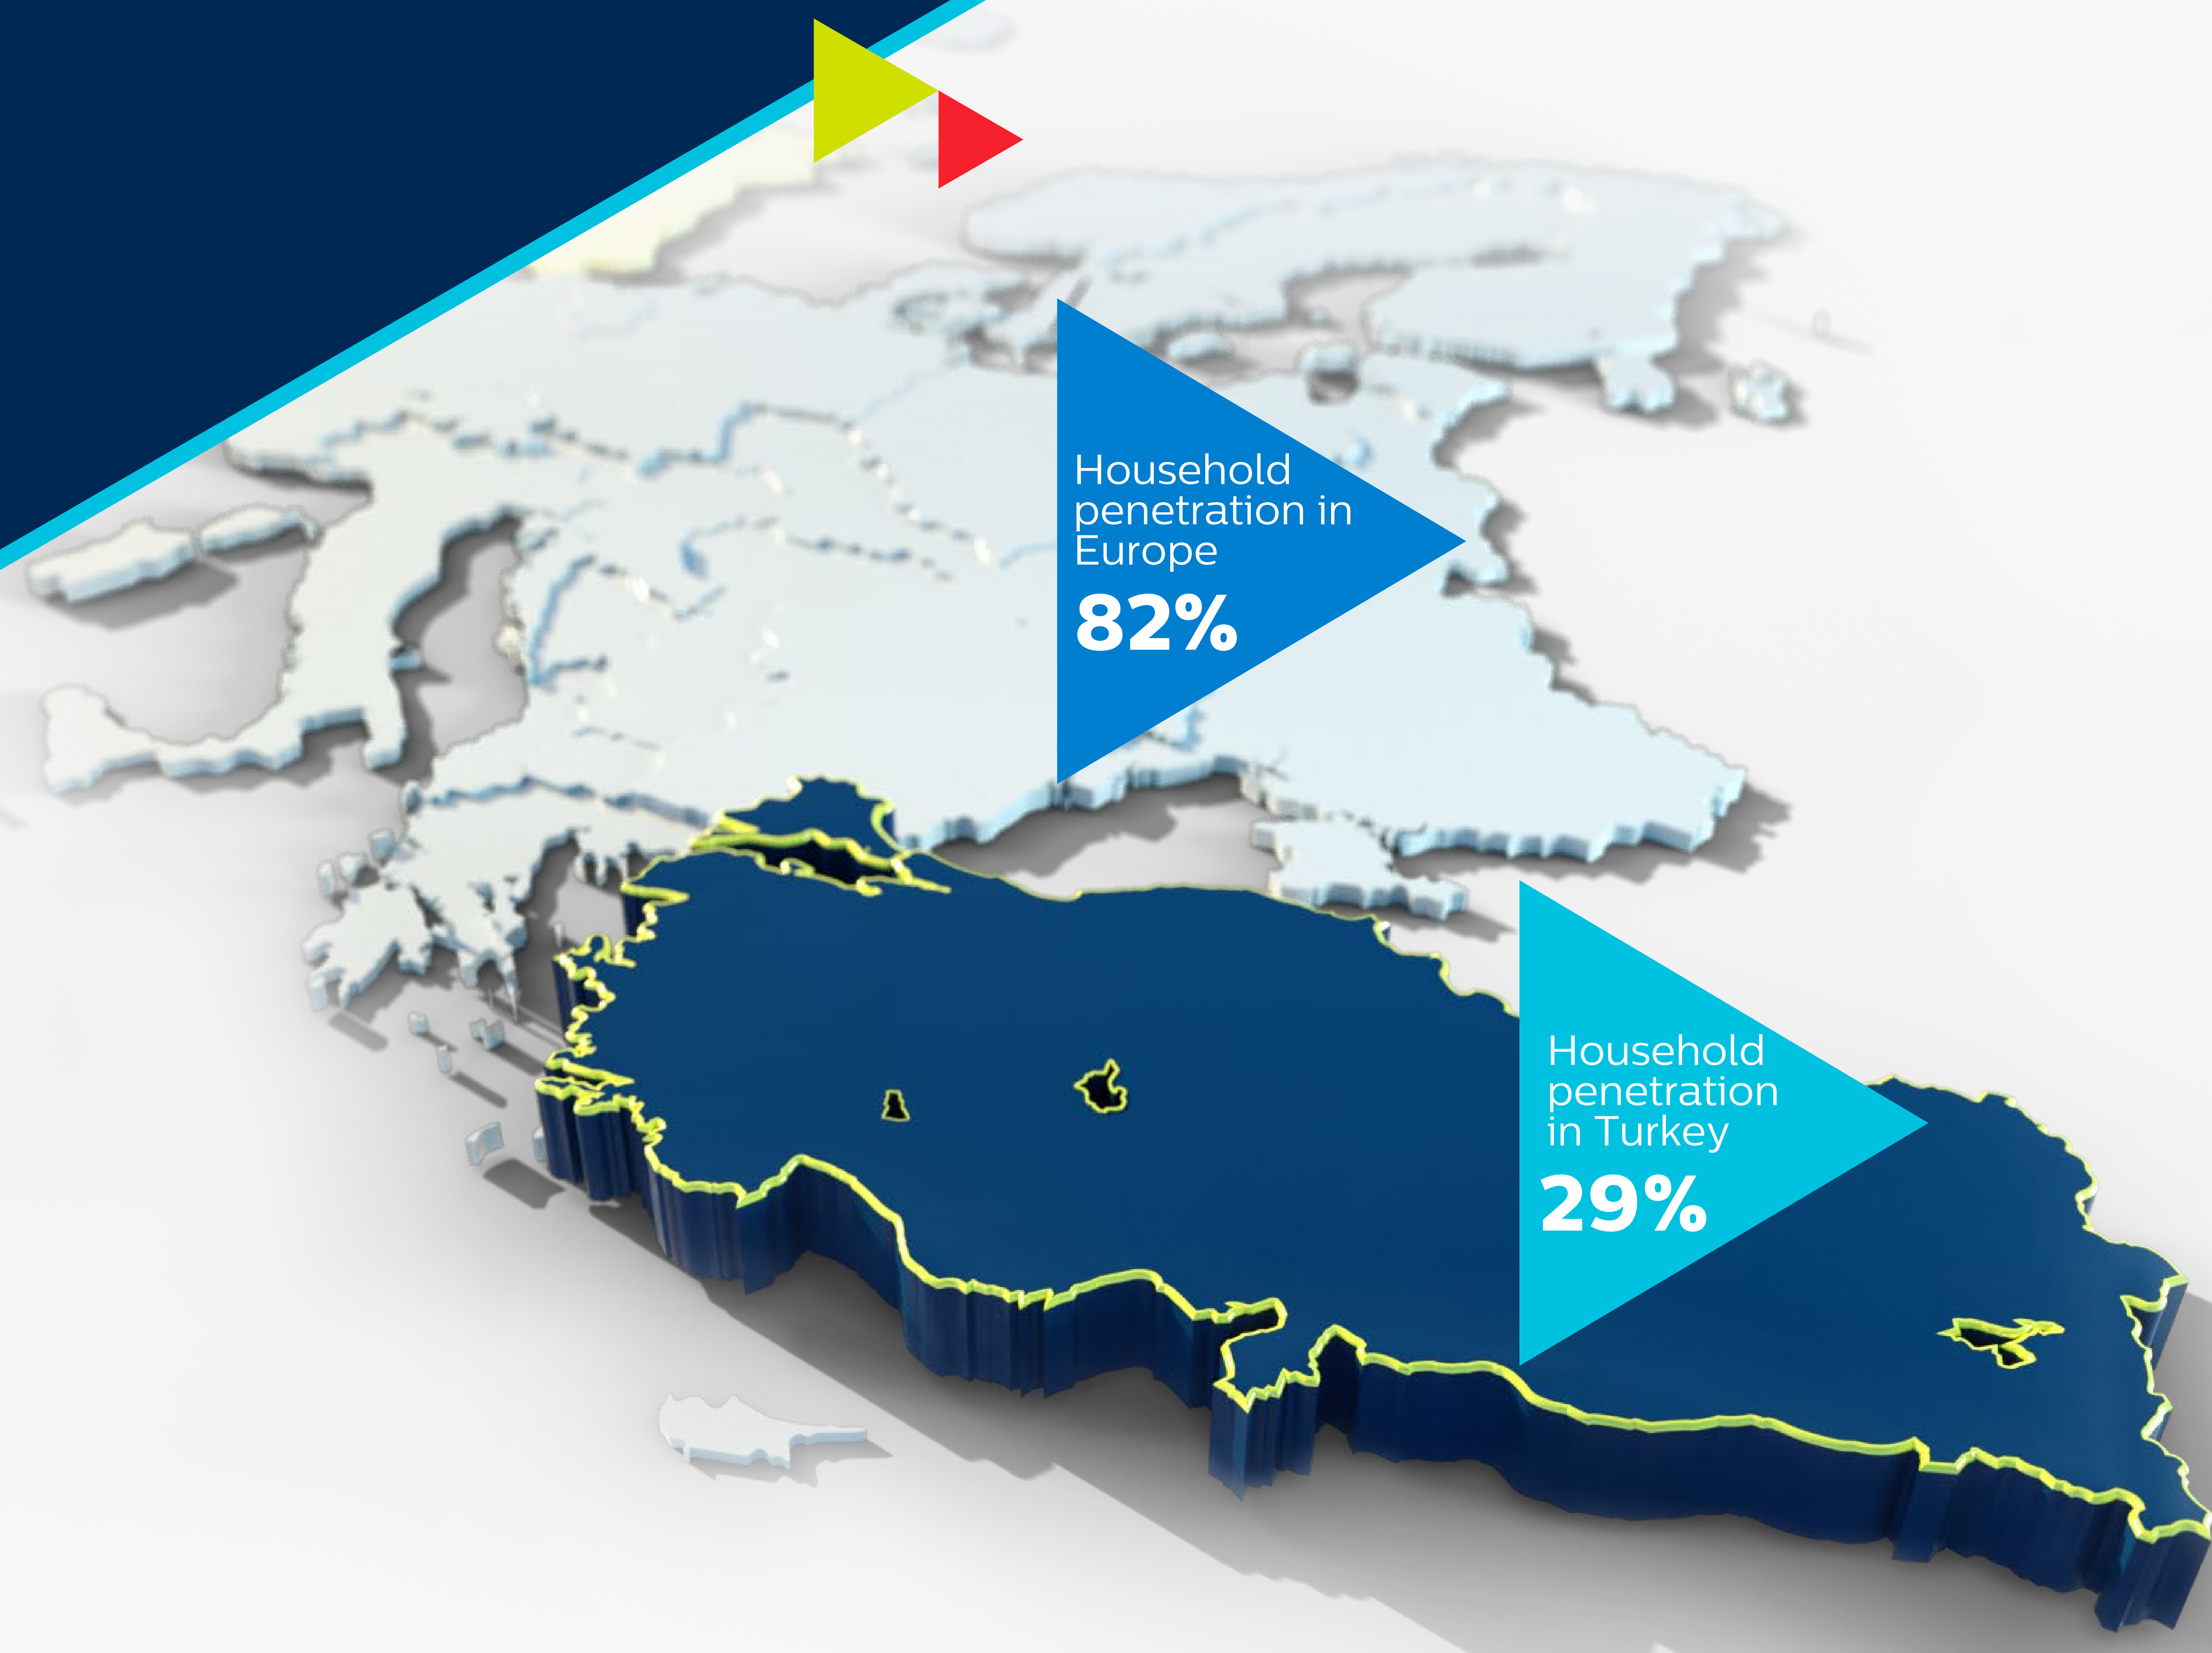 Household
penetration in
Europe
82%
Household
penetration
in Turkey
29%